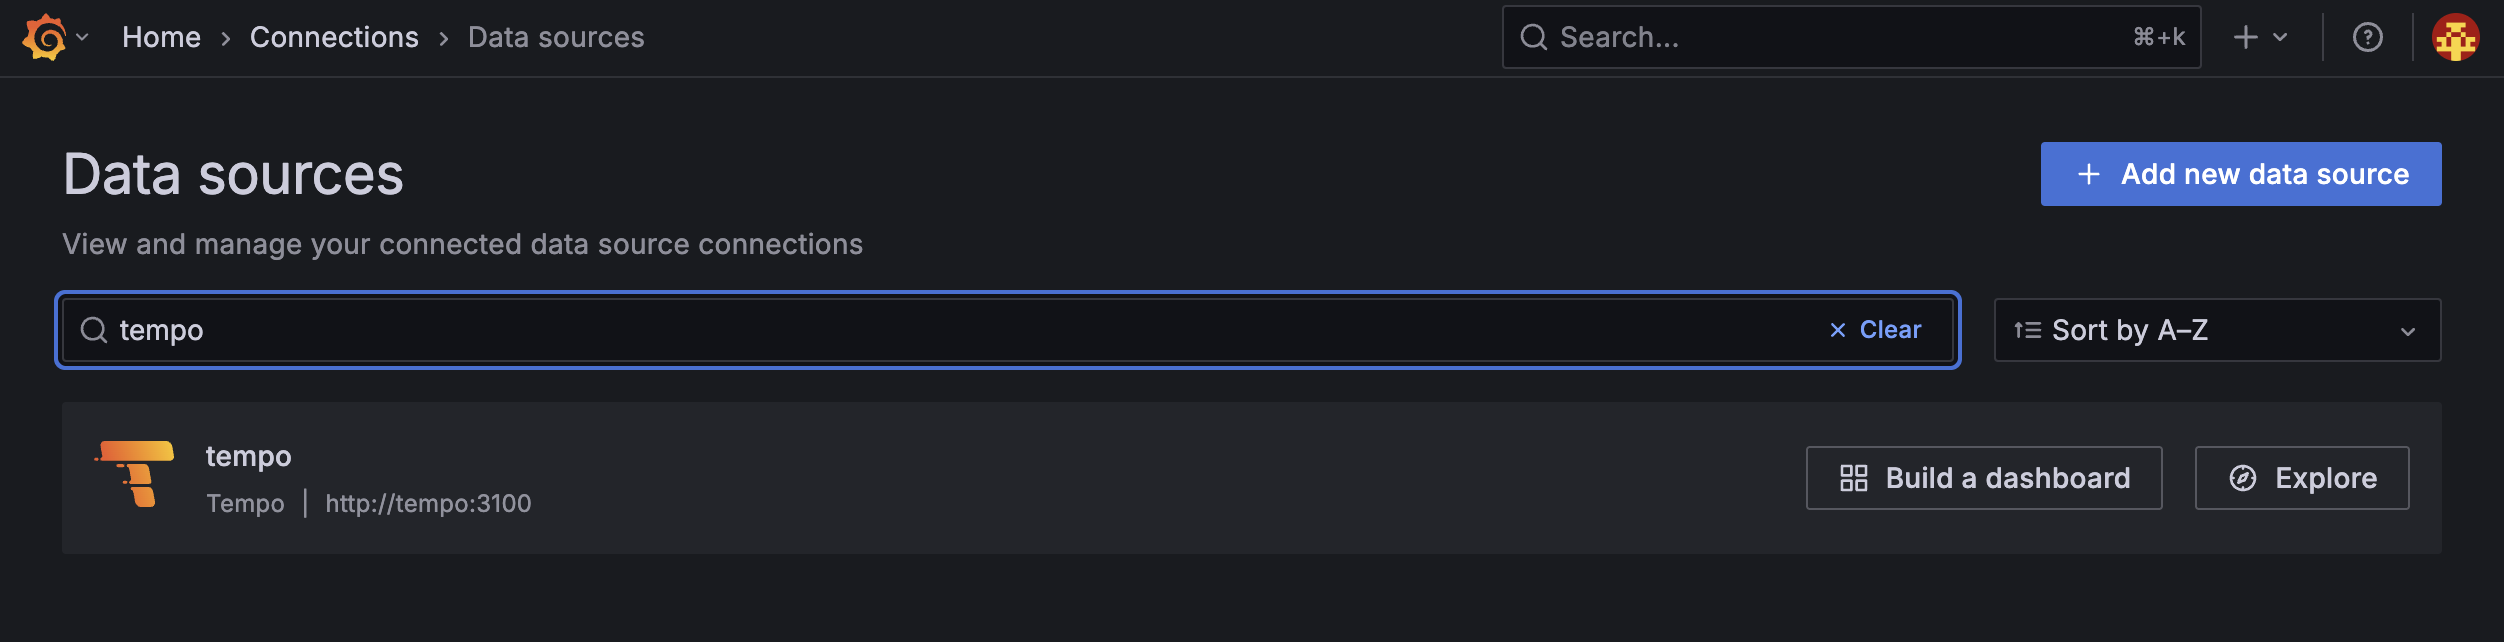 Home > Connections > Data sources
Search... ⌘+k
Data sources
+ Add new data source
View and manage your connected data source connections
tempo
Clear
Sort by A–Z
tempo
Tempo | http://tempo:3100
Build a dashboard
Explore